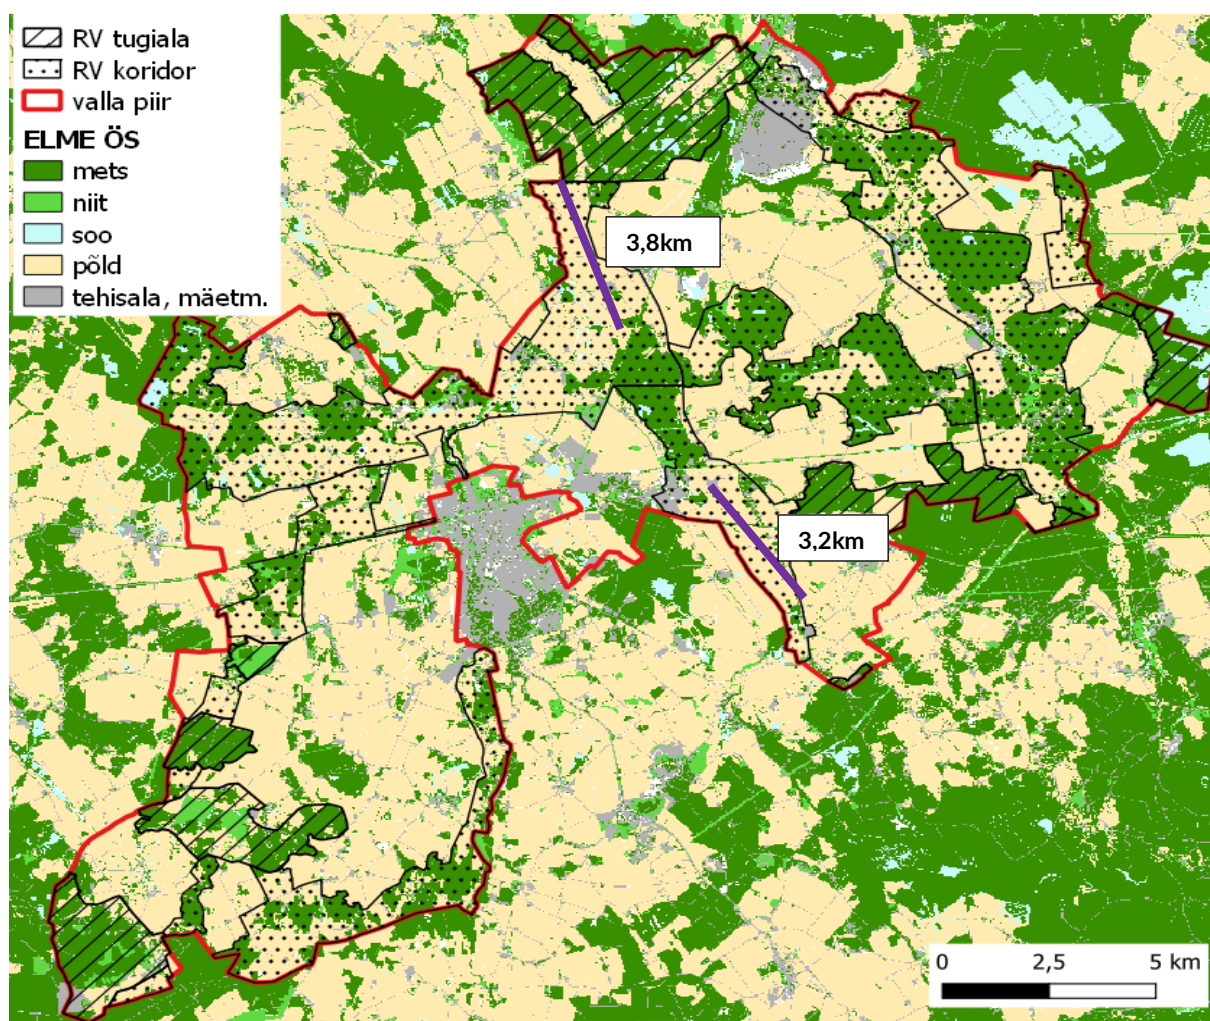 RV tugiala
RV koridor
valla piir
ELME ÖS
mets
niit
soo
põld
tehisala, mäetm.
3,8km
3,2km
0 2,5 5 km